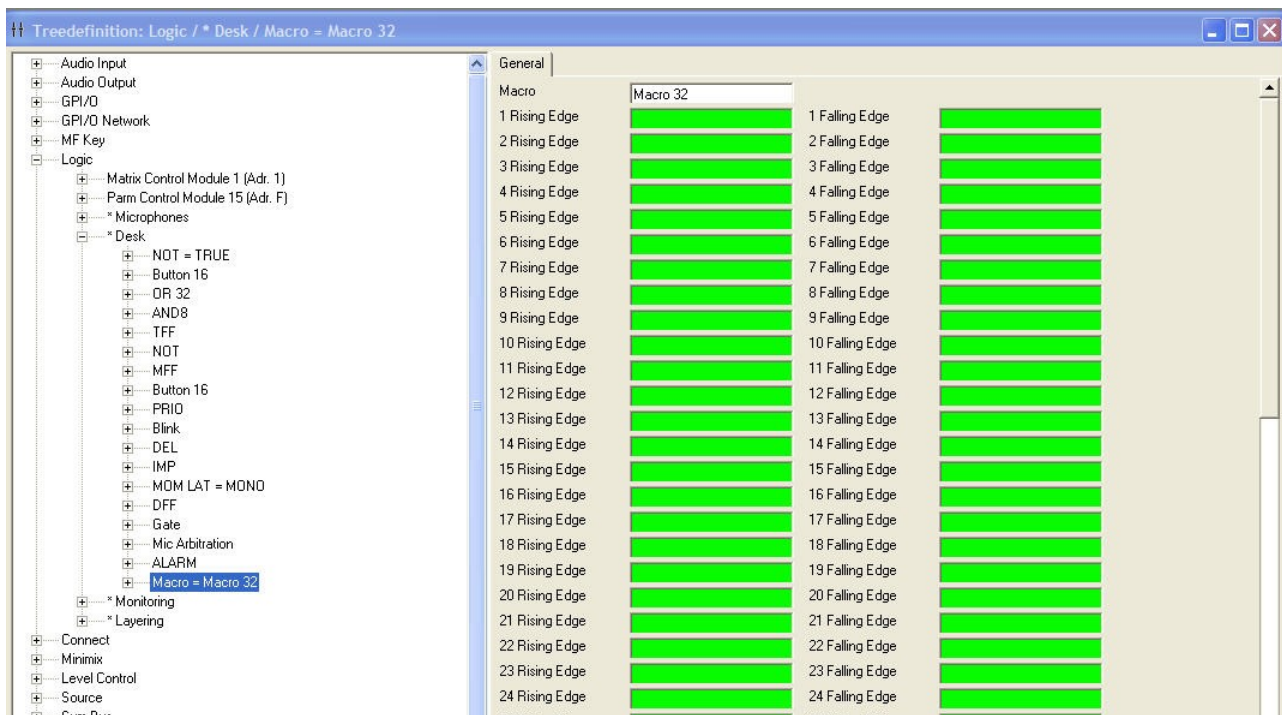 Treedefinition: Logic / * Desk / Macro = Macro 32
Audio Input
Audio Output
GPI/O
GPI/O Network
MF Key
Logic
Matrix Control Module 1 (Adr. 1)
Parm Control Module 15 (Adr. F)
* Microphones
* Desk
NOT = TRUE
Button 16
OR 32
AND8
TFF
NOT
MFF
Button 16
PRIO
Blink
DEL
IMP
MOM LAT = MONO
DFF
Gate
Mic Arbitration
ALARM
Macro = Macro 32
* Monitoring
* Layering
Connect
Minimix
Level Control
Source
General
Macro Macro 32
1 Rising Edge 1 Falling Edge
2 Rising Edge 2 Falling Edge
3 Rising Edge 3 Falling Edge
4 Rising Edge 4 Falling Edge
5 Rising Edge 5 Falling Edge
6 Rising Edge 6 Falling Edge
7 Rising Edge 7 Falling Edge
8 Rising Edge 8 Falling Edge
9 Rising Edge 9 Falling Edge
10 Rising Edge 10 Falling Edge
11 Rising Edge 11 Falling Edge
12 Rising Edge 12 Falling Edge
13 Rising Edge 13 Falling Edge
14 Rising Edge 14 Falling Edge
15 Rising Edge 15 Falling Edge
16 Rising Edge 16 Falling Edge
17 Rising Edge 17 Falling Edge
18 Rising Edge 18 Falling Edge
19 Rising Edge 19 Falling Edge
20 Rising Edge 20 Falling Edge
21 Rising Edge 21 Falling Edge
22 Rising Edge 22 Falling Edge
23 Rising Edge 23 Falling Edge
24 Rising Edge 24 Falling Edge